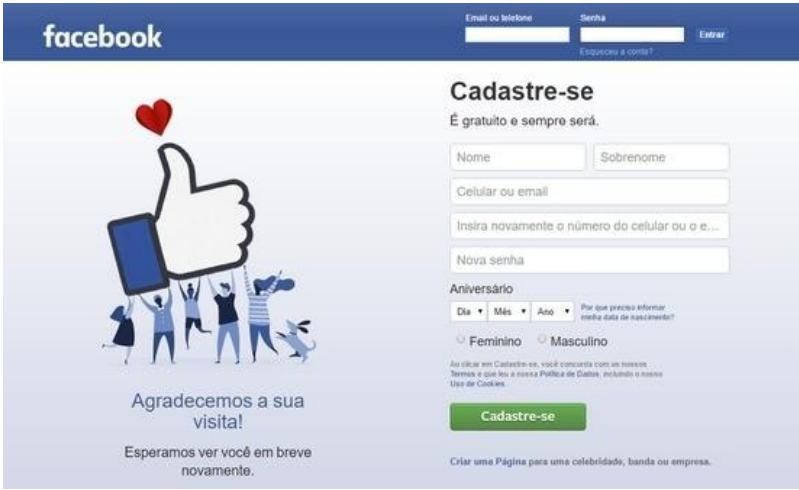 facebook
Email ou telefone
Senha
Entrar
Esqueceu a conta?
Cadastre-se
É gratuito e sempre será.
Nome
Sobrenome
Celular ou email
Insira novamente o número do celular ou o e...
Nova senha
Aniversário
Dia
Mês
Ano
Por que preciso informar
minha data de nascimento?
Feminino
Masculino
Ao clicar em Cadastre-se, você concorda com os nossos
Termos e que leu a nossa Política de Dados, incluindo o nosso
Uso de Cookies.
Cadastre-se
Criar uma Página para uma celebridade, banda ou empresa.
Agradecemos a sua
visita!
Esperamos ver você em breve
novamente.